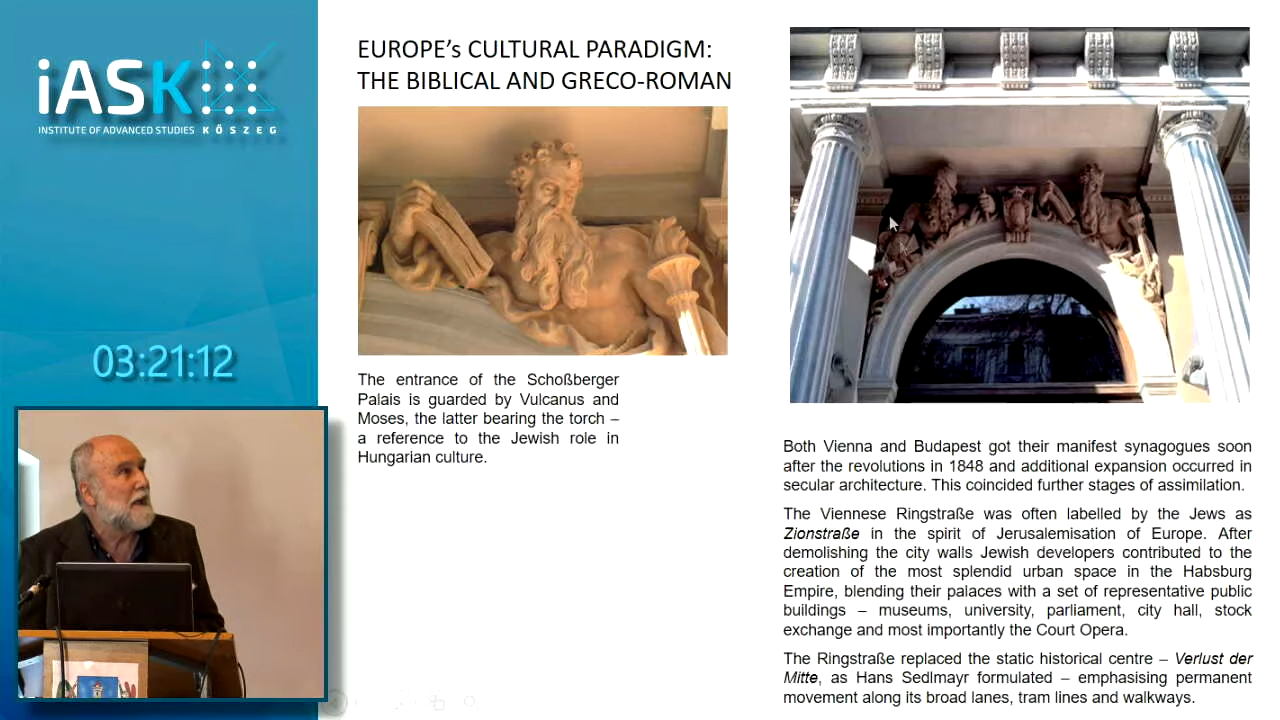 iASK
INSTITUTE OF ADVANCED STUDIES KŐSZEG
03:21:12
EUROPE's CULTURAL PARADIGM:
THE BIBLICAL AND GRECO-ROMAN
The entrance of the Schoßberger
Palais is guarded by Vulcanus and
Moses, the latter bearing the torch –
a reference to the Jewish role in
Hungarian culture.
Both Vienna and Budapest got their manifest synagogues soon
after the revolutions in 1848 and additional expansion occurred in
secular architecture. This coincided further stages of assimilation.
The Viennese Ringstraße was often labelled by the Jews as
Zionstraße in the spirit of Jerusalemisation of Europe. After
demolishing the city walls Jewish developers contributed to the
creation of the most splendid urban space in the Habsburg
Empire, blending their palaces with a set of representative public
buildings – museums, university, parliament, city hall, stock
exchange and most importantly the Court Opera.
The Ringstraße replaced the static historical centre – Verlust der
Mitte, as Hans Sedlmayr formulated – emphasising permanent
movement along its broad lanes, tram lines and walkways.